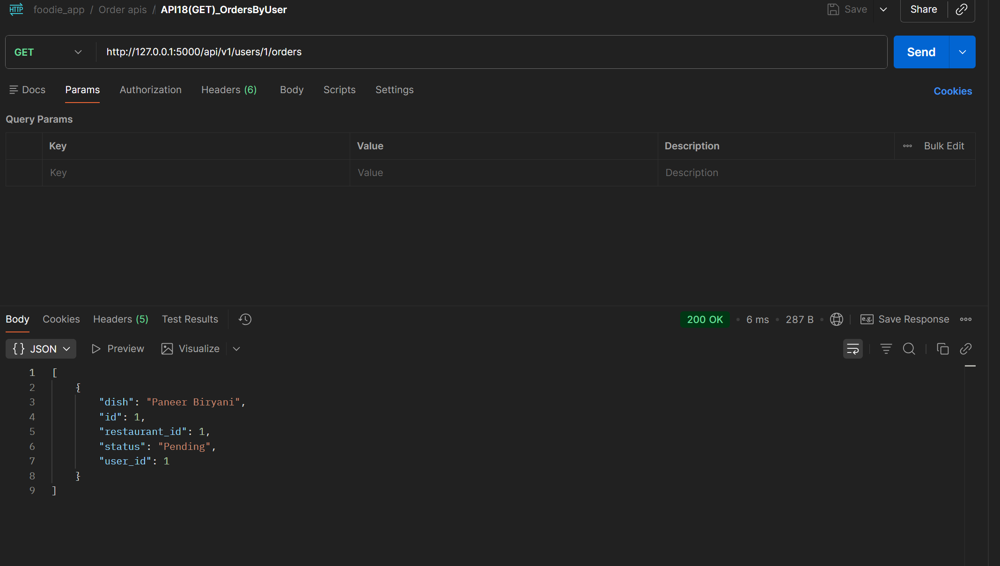 HTTP foodie_app / Order apis / API18(GET)_OrdersByUser Save Share
GET http://127.0.0.1:5000/api/v1/users/1/orders Send
Docs Params Authorization Headers (6) Body Scripts Settings Cookies
Query Params
Key Value Description Bulk Edit
Key Value Description
Body Cookies Headers (5) Test Results 200 OK • 6 ms • 287 B • e.g. Save Response
{} JSON Preview Visualize
1 [
2 {
3 "dish": "Paneer Biryani",
4 "id": 1,
5 "restaurant_id": 1,
6 "status": "Pending",
7 "user_id": 1
8 }
9 ]